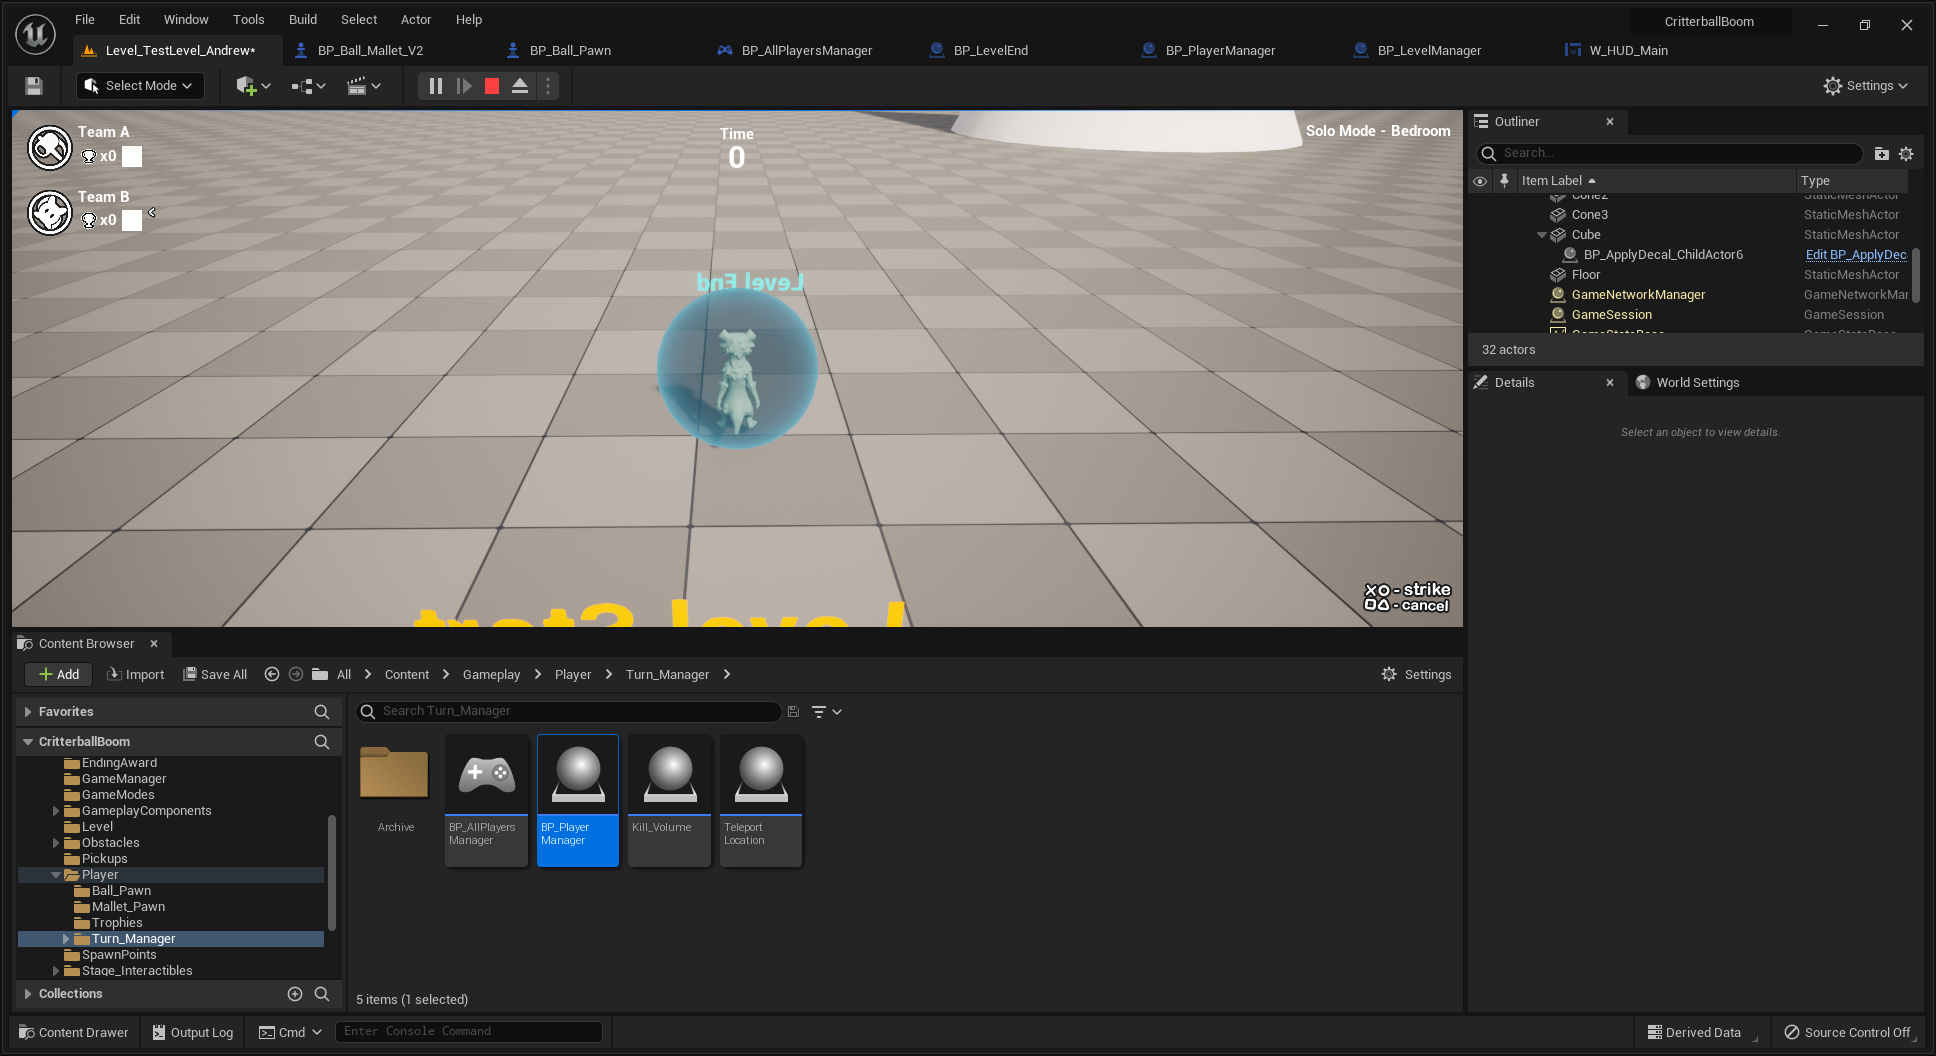 File Edit Window Tools Build Select Actor Help
CritterballBoom
Level_TestLevel_Andrew*
BP_Ball_Mallet_V2
BP_Ball_Pawn
BP_AllPlayersManager
BP_LevelEnd
BP_PlayerManager
BP_LevelManager
W_HUD_Main
Select Mode
Settings
Team A
x0
Team B
x0
Time
0
Solo Mode - Bedroom
Level End
Level
- strike
- cancel
Outliner
Search...
Item Label
Type
Cone2 StaticMeshActor
Cone3 StaticMeshActor
Cube StaticMeshActor
BP_ApplyDecal_ChildActor6 Edit BP_ApplyDec
Floor StaticMeshActor
GameNetworkManager GameNetworkMar
GameSession GameSession
GameStateBase GameStateBase
32 actors
Details
World Settings
Select an object to view details.
Content Browser
Add
Import
Save All
All
Content
Gameplay
Player
Turn_Manager
Settings
Favorites
CritterballBoom
EndingAward
GameManager
GameModes
GameplayComponents
Level
Obstacles
Pickups
Player
Ball_Pawn
Mallet_Pawn
Trophies
Turn_Manager
SpawnPoints
Stage_Interactibles
Collections
Search Turn_Manager
Archive
BP_AllPlayers
Manager
BP_Player
Manager
Kill_Volume
Teleport
Location
5 items (1 selected)
Content Drawer
Output Log
Cmd
Enter Console Command
Derived Data
Source Control Off